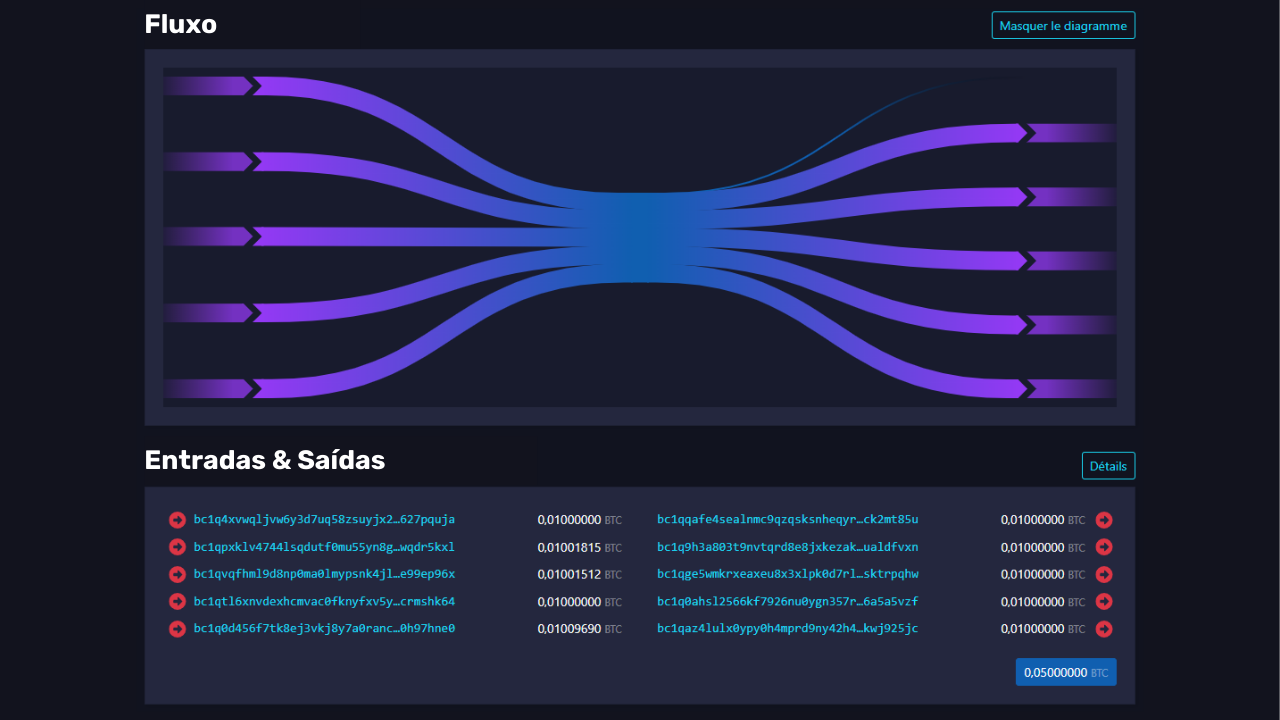 Fluxo
Masquer le diagramme
Entradas & Saídas
Détails
bc1q4xvwqljvw6y3d7uq58zsuyjx2…627pquja 0,01000000 BTC bc1qqafe4sealnmc9qzqsksnheqyr…ck2mt85u 0,01000000 BTC
bc1qpxklv4744lsqdutf0mu55yn8g…wqdr5kxl 0,01001815 BTC bc1q9h3a803t9nvtqrd8e8jxkezak…ualdfvxn 0,01000000 BTC
bc1qvqfhml9d8np0ma0lmypsnk4jl…e99ep96x 0,01001512 BTC bc1qge5wmkrxeaxeu8x3xlpk0d7rl…sktrpqhw 0,01000000 BTC
bc1qtl6xnvdexhcmvac0fknyfxv5y…crmshk64 0,01000000 BTC bc1q0ahsl2566kf7926nu0ygn357r…6a5a5vzf 0,01000000 BTC
bc1q0d456f7tk8ej3vkj8y7a0ranc…0h97hne0 0,01009690 BTC bc1qaz4lulx0ypy0h4mprd9ny42h4…kwj925jc 0,01000000 BTC
0,05000000 BTC